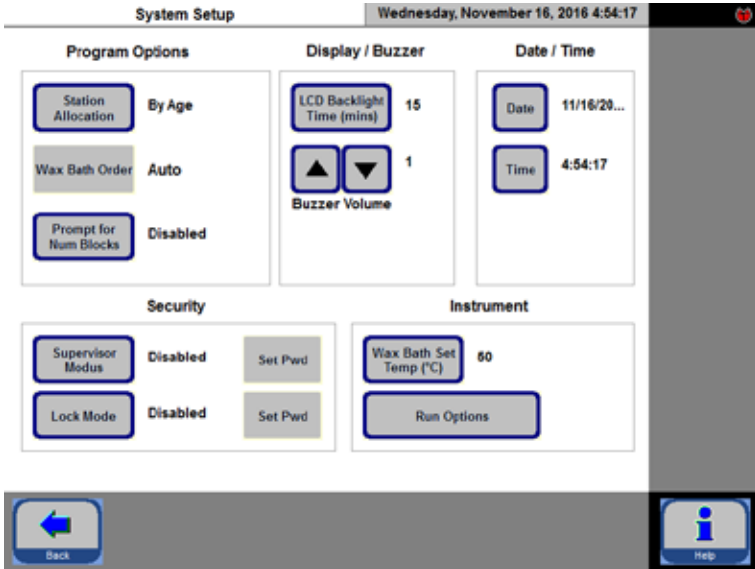 System Setup
Wednesday, November 16, 2016 4:54:17
Program Options
Display / Buzzer
Date / Time
Station
Allocation
By Age
LCD Backlight
Time (mins)
15
Date
11/16/20...
Wax Bath Order
Auto
1
Buzzer Volume
Time
4:54:17
Prompt for
Num Blocks
Disabled
Security
Instrument
Supervisor
Modus
Disabled
Set Pwd
Wax Bath Set
Temp (°C)
60
Lock Mode
Disabled
Set Pwd
Run Options
Back
Help